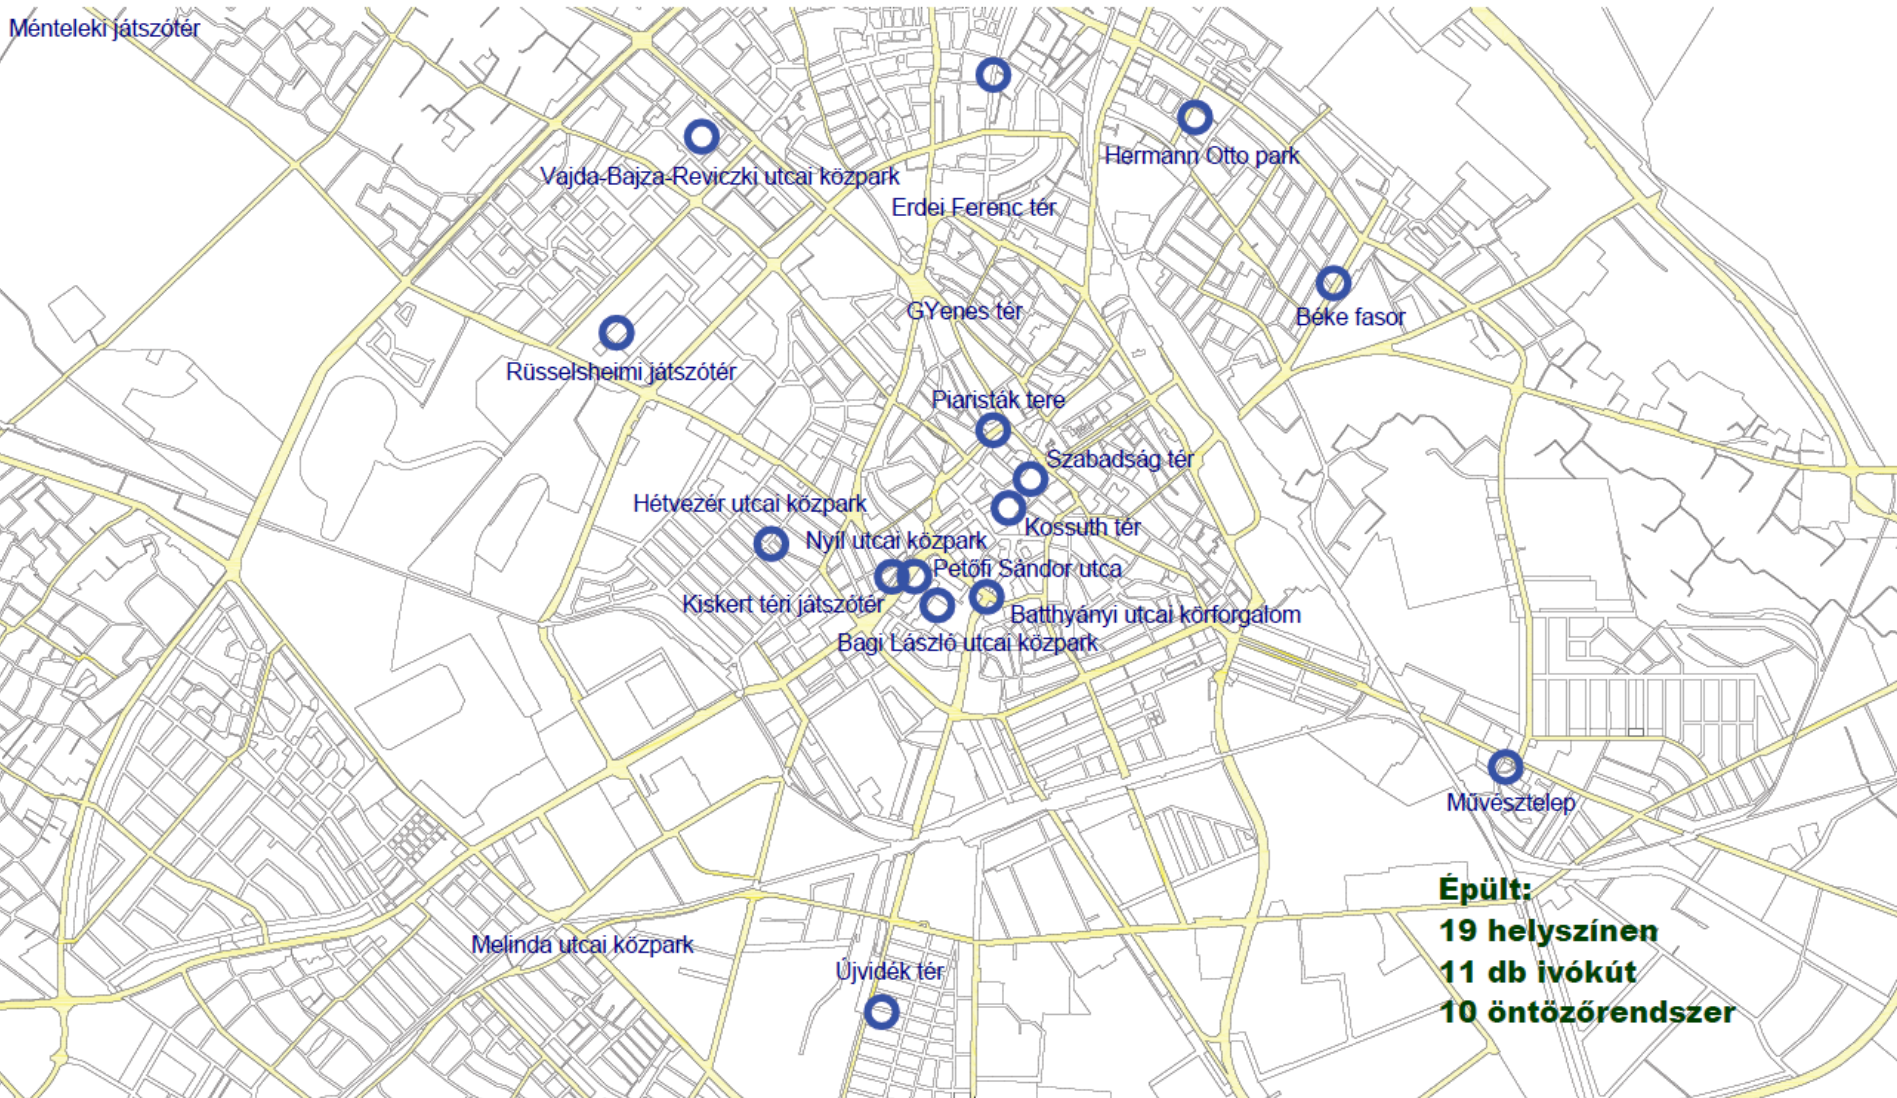 Ménteleki játszótér
Hermann Otto park
Vajda-Bajza-Reviczki utcai közpark
Erdei Ferenc tér
GYenes tér
Béke fasor
Rüsselsheimi játszótér
Piaristák tere
Szabadság tér
Hétvezér utcai közpark
Kossuth tér
Nyíl utcai közpark
Petőfi Sándor utca
Kiskert téri játszótér
Batthyányi utcai körforgalom
Bagi László utcai közpark
Művésztelep
Melinda utcai közpark
Újvidék tér
Épült:
19 helyszínen
11 db ivókút
10 öntözőrendszer